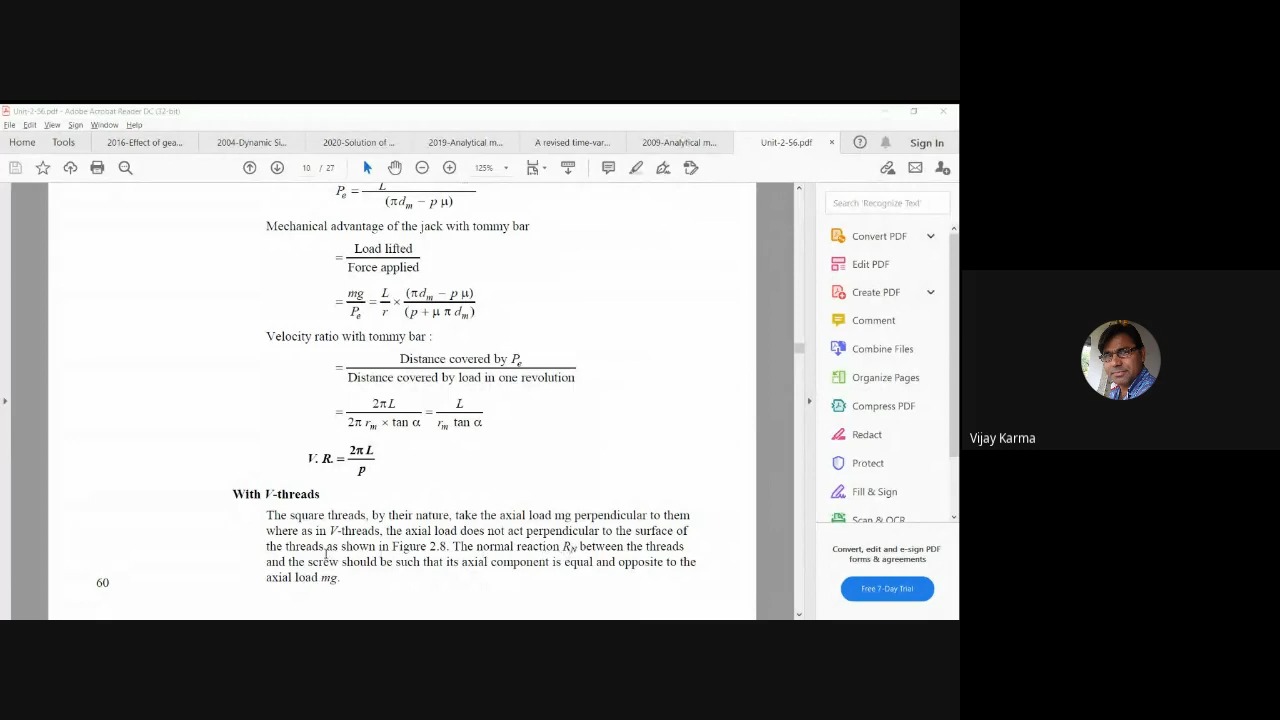 Unit-2-56.pdf - Adobe Acrobat Reader DC (32-bit)
File Edit View Sign Window Help
Home Tools 2016-Effect of gea... 2004-Dynamic Si... 2020-Solution of ... 2019-Analytical m... A revised time-var... 2009-Analytical m... Unit-2-56.pdf × Sign In
10 / 27 125%
Pe = L / (πdm − p μ)
Mechanical advantage of the jack with tommy bar
= Load lifted / Force applied
= mg / Pe = L / r × (πdm − p μ) / (p + μ π dm)
Velocity ratio with tommy bar :
= Distance covered by Pe / Distance covered by load in one revolution
= 2πL / 2π rm × tan α = L / rm tan α
V. R. = 2π L / p
With V-threads
The square threads, by their nature, take the axial load mg perpendicular to them
where as in V-threads, the axial load does not act perpendicular to the surface of
the threads as shown in Figure 2.8. The normal reaction RN between the threads
and the screw should be such that its axial component is equal and opposite to the
axial load mg.
60
Search 'Recognize Text'
Convert PDF
Edit PDF
Create PDF
Comment
Combine Files
Organize Pages
Compress PDF
Redact
Protect
Fill & Sign
Scan & OCR
Convert, edit and e-sign PDF
forms & agreements
Free 7-Day Trial
Vijay Karma